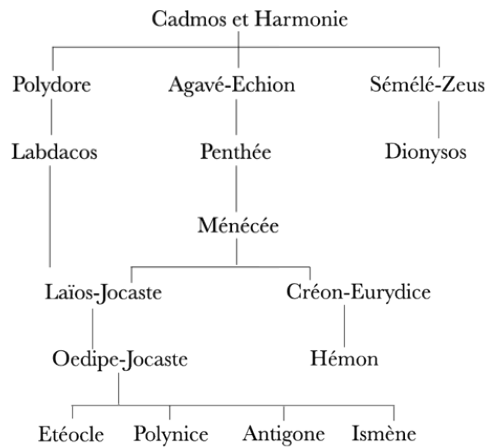 Cadmos et Harmonie
Polydore Agavé-Echion Sémélé-Zeus
Labdacos Penthée Dionysos
Ménécée
Laïos-Jocaste Créon-Eurydice
Oedipe-Jocaste Hémon
Etéocle Polynice Antigone Ismène